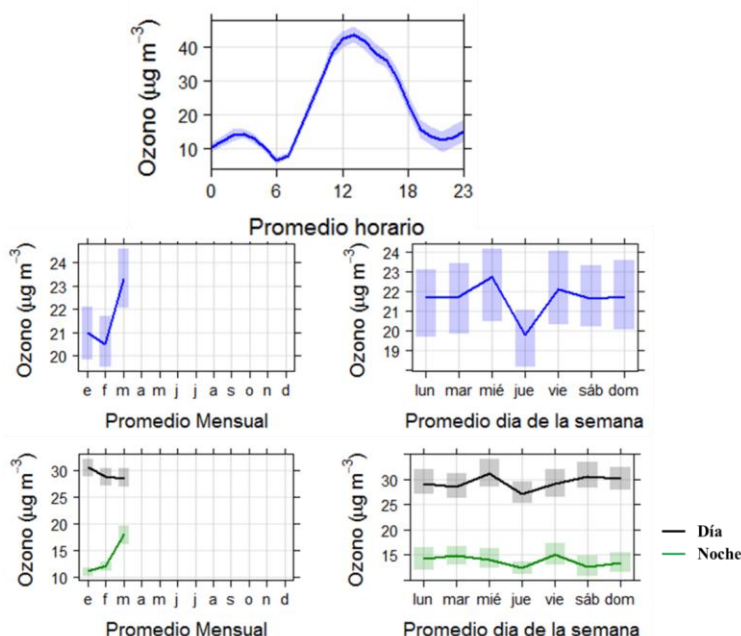 Ozono (µg m⁻³)
40
30
20
10
0 6 12 18 23
Promedio horario
Ozono (µg m⁻³)
24
23
22
21
20
e f m a m j j a s o n d
Promedio Mensual
Ozono (µg m⁻³)
24
23
22
21
20
19
lun mar mié jue vie sáb dom
Promedio dia de la semana
Ozono (µg m⁻³)
30
25
20
15
10
e f m a m j j a s o n d
Promedio Mensual
Ozono (µg m⁻³)
30
25
20
15
lun mar mié jue vie sáb dom
Promedio dia de la semana
Día
Noche